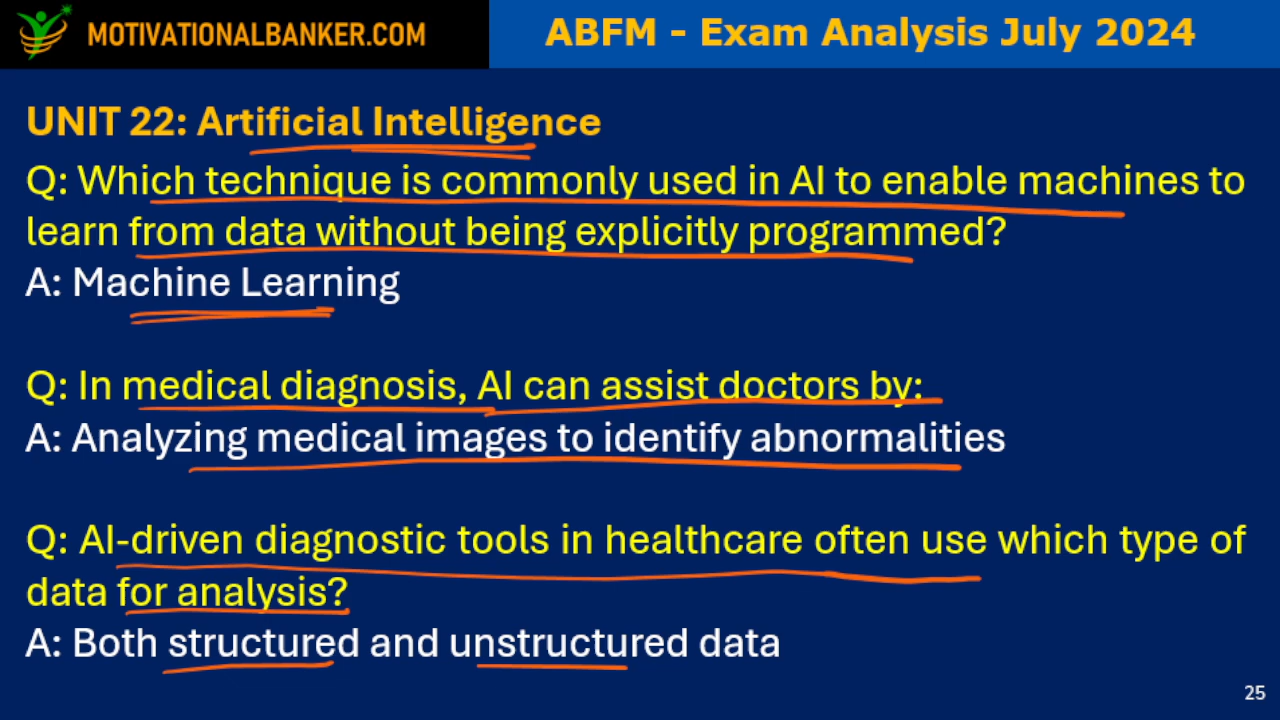 MOTIVATIONALBANKER.COM
ABFM - Exam Analysis July 2024
UNIT 22: Artificial Intelligence
Q: Which technique is commonly used in AI to enable machines to
learn from data without being explicitly programmed?
A: Machine Learning
Q: In medical diagnosis, AI can assist doctors by:
A: Analyzing medical images to identify abnormalities
Q: AI-driven diagnostic tools in healthcare often use which type of
data for analysis?
A: Both structured and unstructured data
25